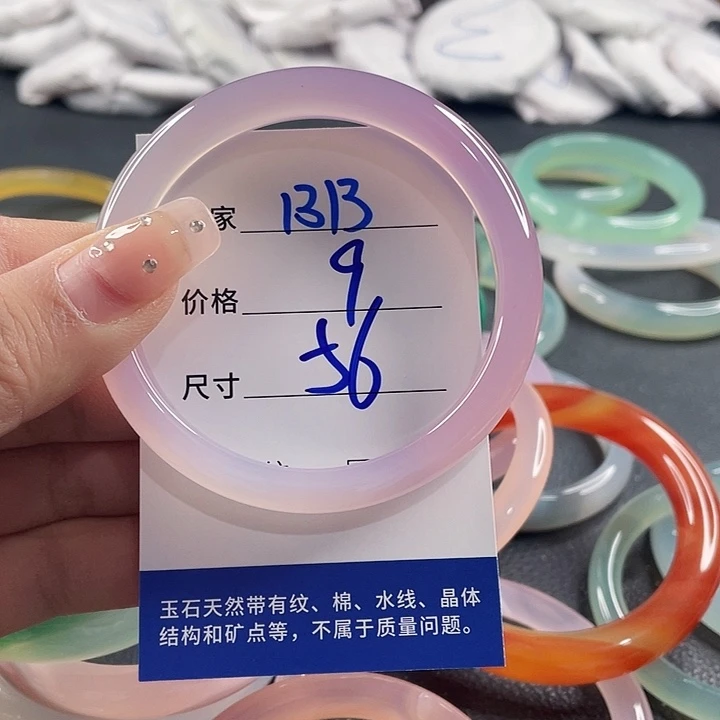 家 1313
价格 9
尺寸 56
玉石天然带有纹、棉、水线、晶体
结构和矿点等，不属于质量问题。